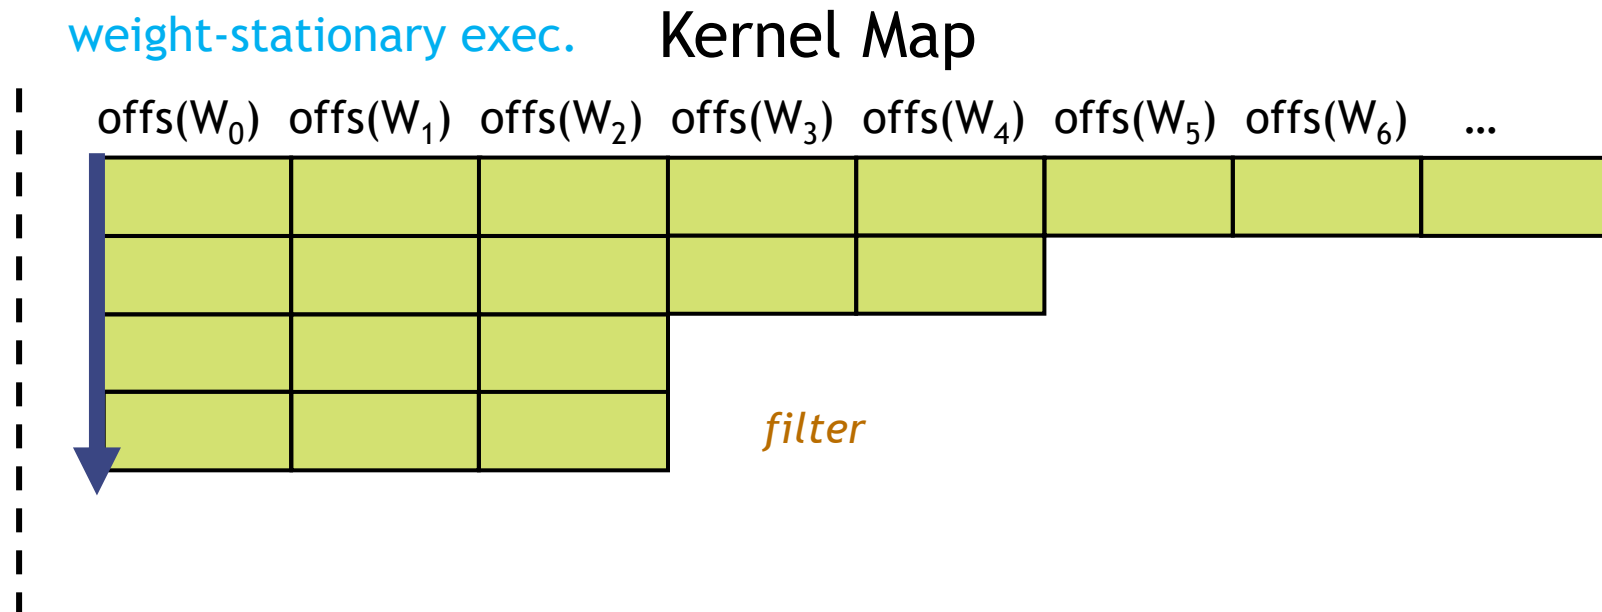 weight-stationary exec. Kernel Map
offs(W₀) offs(W₁) offs(W₂) offs(W₃) offs(W₄) offs(W₅) offs(W₆) ...
filter